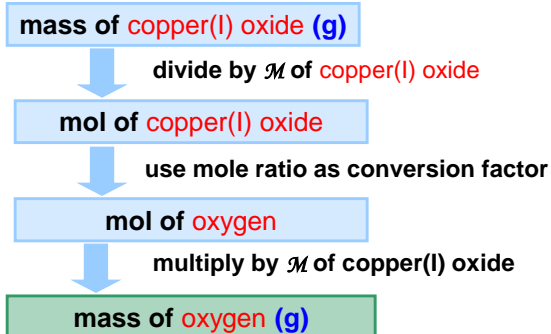 mass of copper(I) oxide (g)
divide by ℳ of copper(I) oxide
mol of copper(I) oxide
use mole ratio as conversion factor
mol of oxygen
multiply by ℳ of copper(I) oxide
mass of oxygen (g)